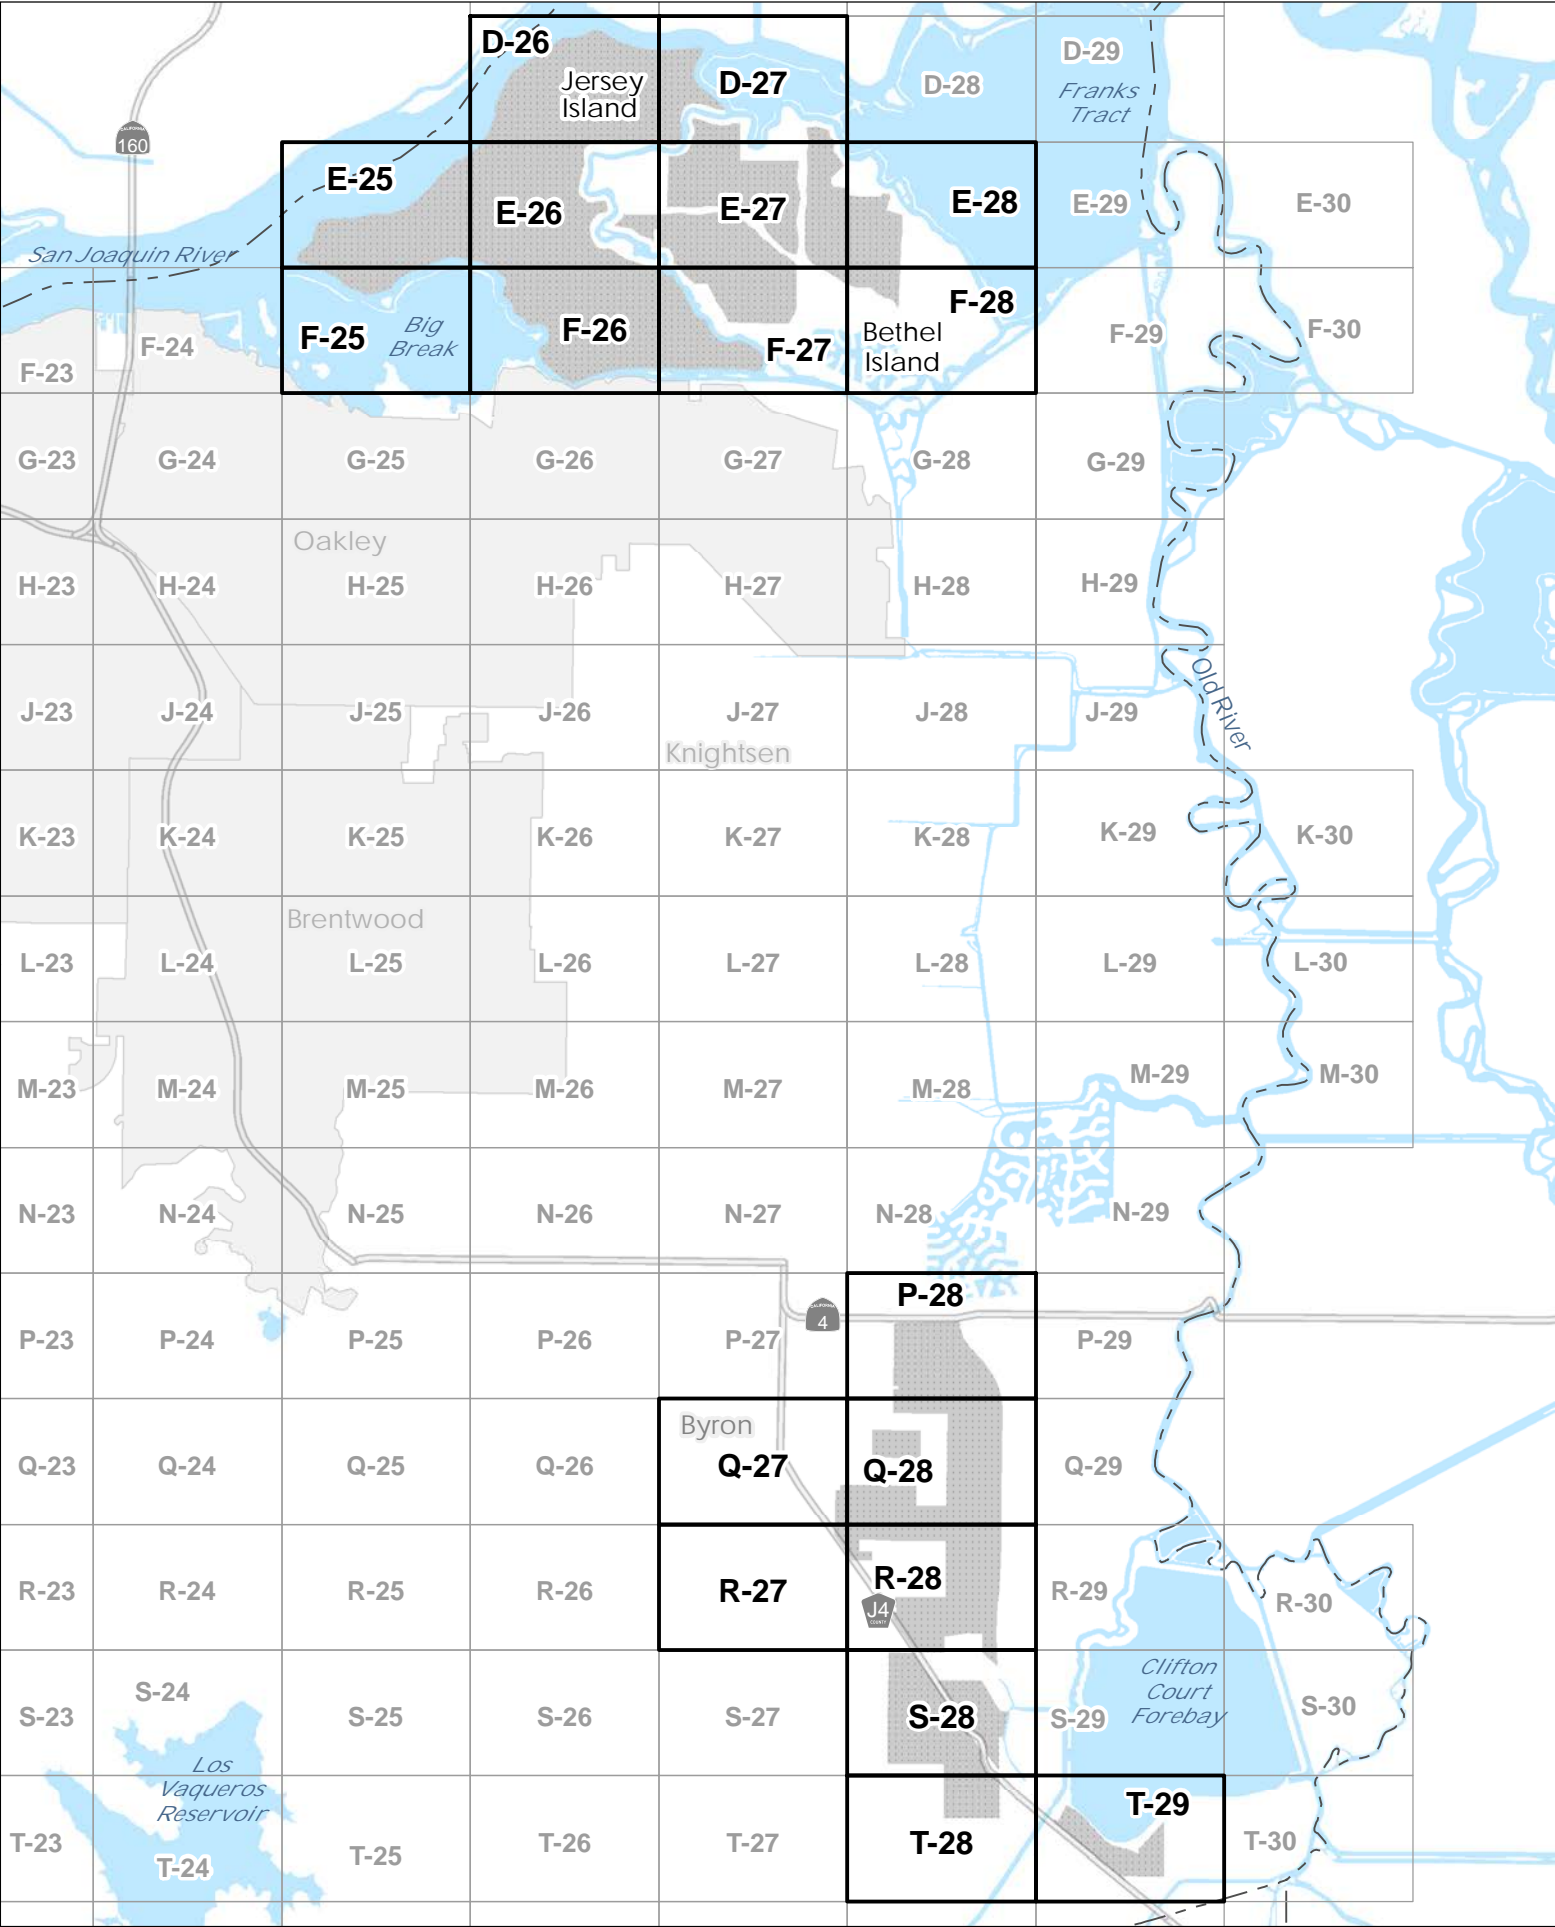 D-26
Jersey
Island
D-27
D-28
D-29
Franks
Tract
CALIFORNIA
160
E-25
E-26
E-27
E-28
E-29
E-30
San Joaquin River
F-23
F-24
F-25
Big
Break
F-26
F-27
F-28
Bethel
Island
F-29
F-30
G-23
G-24
G-25
G-26
G-27
G-28
G-29
Oakley
H-23
H-24
H-25
H-26
H-27
H-28
H-29
Old River
J-23
J-24
J-25
J-26
J-27
J-28
J-29
Knightsen
K-23
K-24
K-25
K-26
K-27
K-28
K-29
K-30
Brentwood
L-23
L-24
L-25
L-26
L-27
L-28
L-29
L-30
M-23
M-24
M-25
M-26
M-27
M-28
M-29
M-30
N-23
N-24
N-25
N-26
N-27
N-28
N-29
P-28
CALIFORNIA
4
P-23
P-24
P-25
P-26
P-27
P-29
Byron
Q-23
Q-24
Q-25
Q-26
Q-27
Q-28
Q-29
R-23
R-24
R-25
R-26
R-27
R-28
J4
COUNTY
R-29
R-30
Clifton
Court
Forebay
S-23
S-24
S-25
S-26
S-27
S-28
S-29
S-30
Los
Vaqueros
Reservoir
T-23
T-24
T-25
T-26
T-27
T-28
T-29
T-30